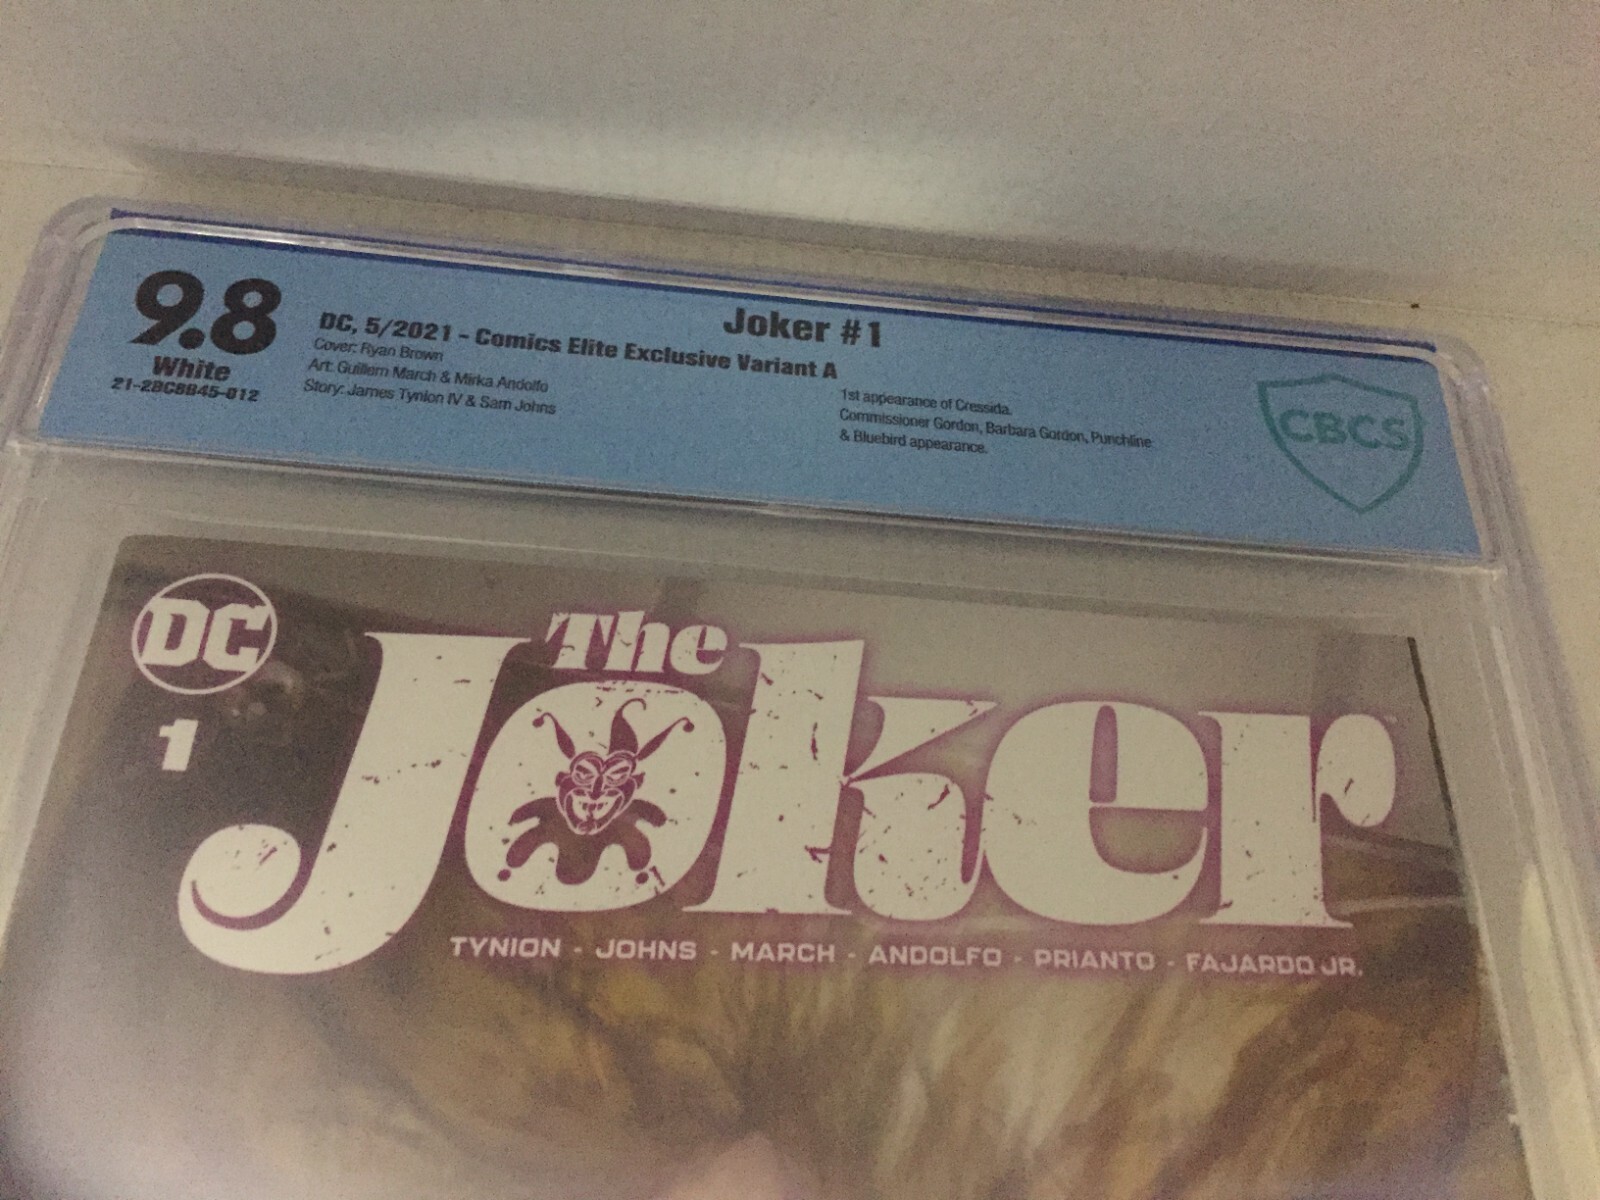 9.8
White
21-2BC8B45-012
Joker #1
DC, 5/2021 - Comics Elite Exclusive Variant A
Cover: Ryan Brown
Art: Guillem March & Mirka Andolfo
Story: James Tynion IV & Sam Johns
1st appearance of Cressida.
Commissioner Gordon, Barbara Gordon, Punchline
& Bluebird appearance.
CBCS
DC
1
The
Joker
TYNION - JOHNS - MARCH - ANDOLFO - PRIANTO - FAJARDO JR.